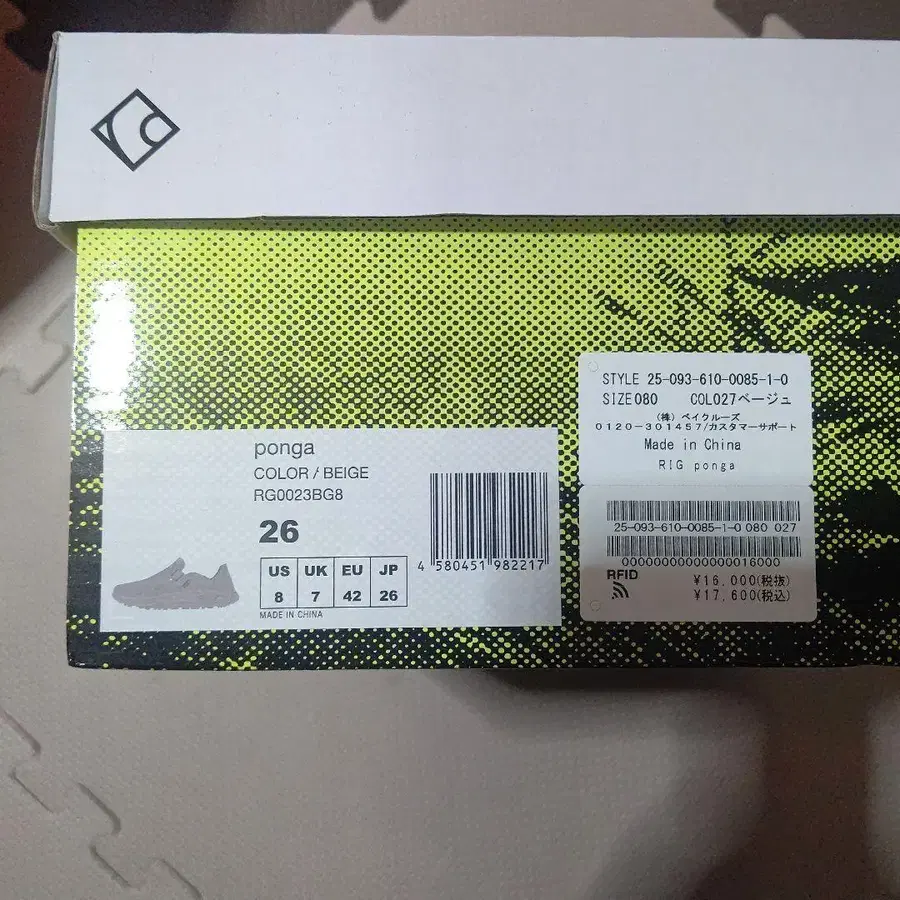 ponga
COLOR / BEIGE
RG0023BG8
26
US UK EU JP
8 7 42 26
MADE IN CHINA
4 580451 982217
STYLE 25-093-610-0085-1-0
SIZE080 COL027ベージュ
(株) ベイクルーズ
0120-301457/カスタマーサポート
Made in China
RIG ponga
25-093-610-0085-1-0 080 027
00000000000000016000
RFID
¥16,000(税抜)
¥17,600(税込)